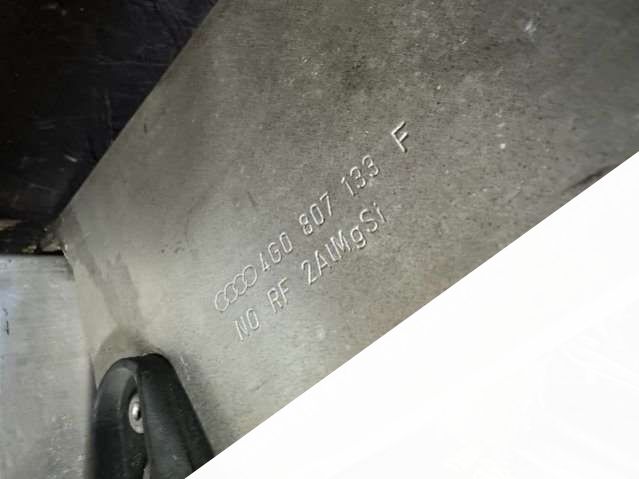 4G0 807 133 F
NO RF 2AlMgSi